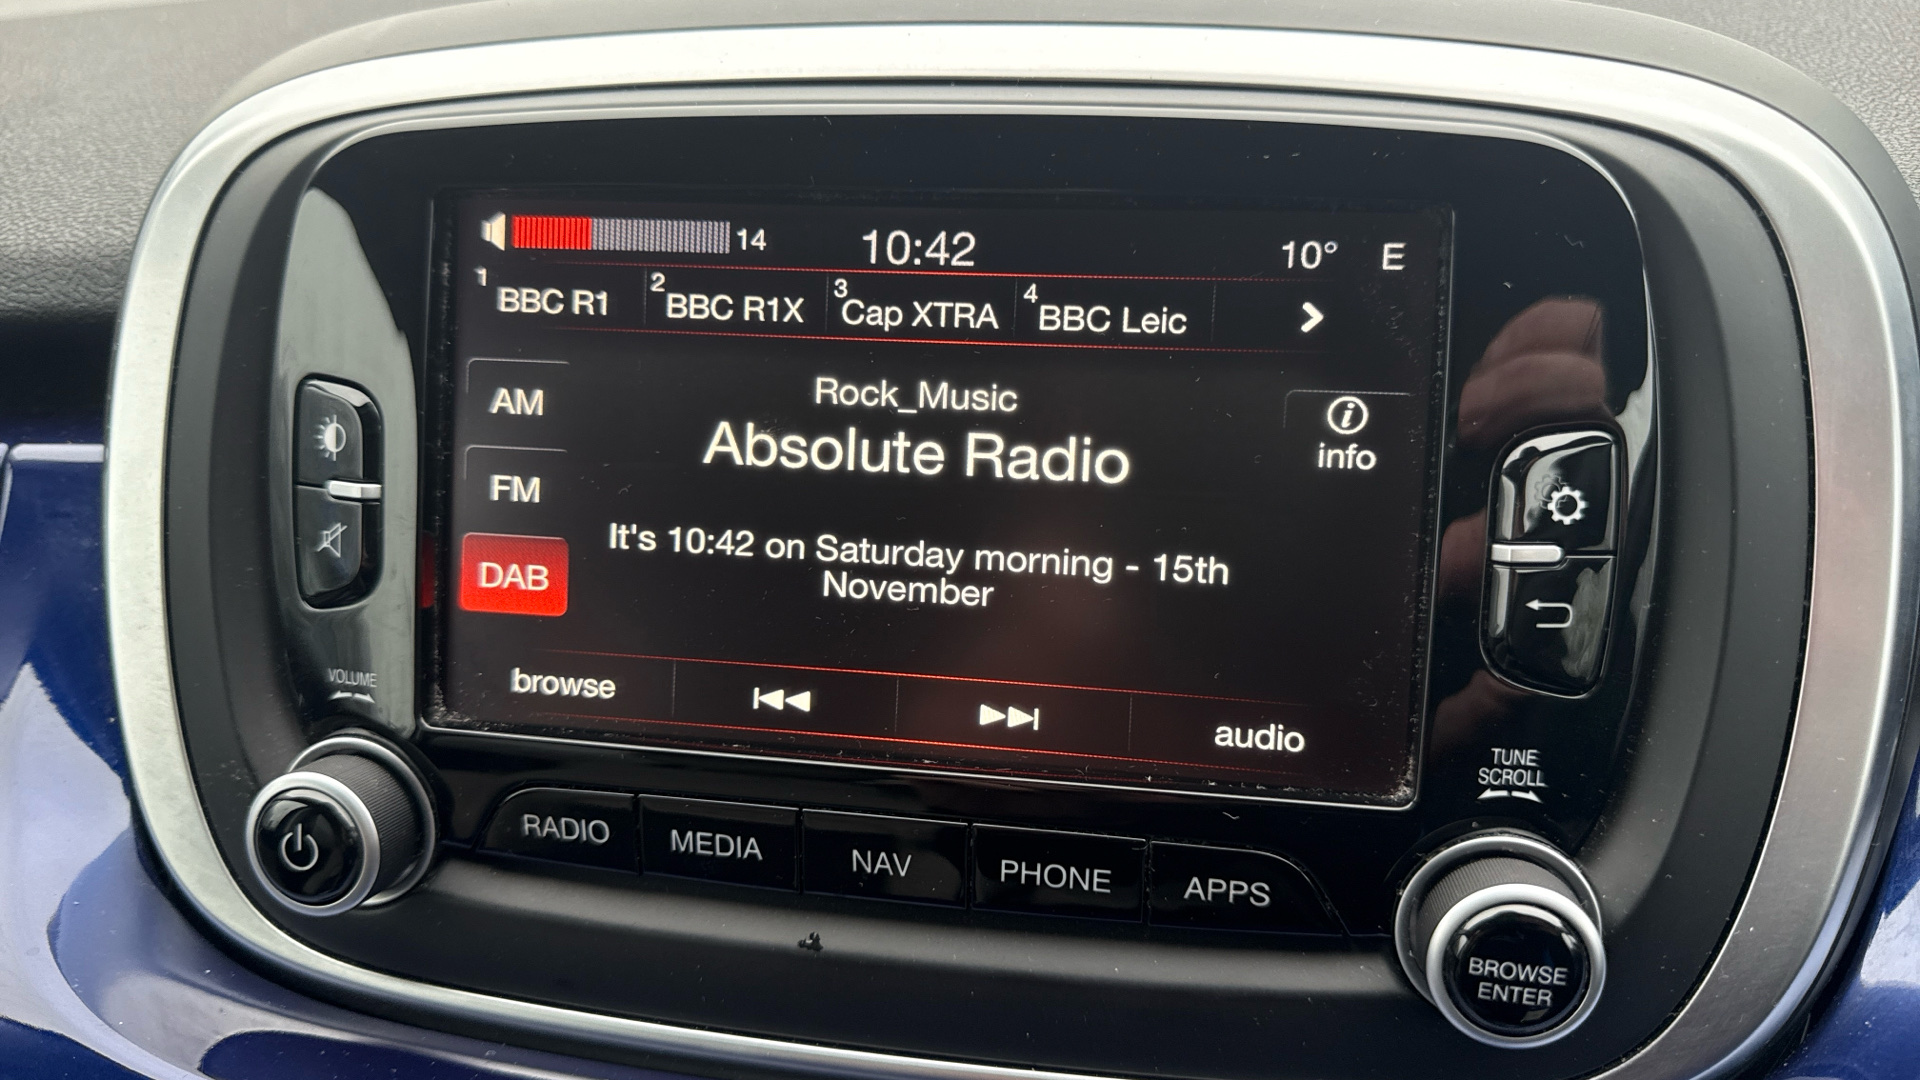 14 10:42 10° E
1 BBC R1 2 BBC R1X 3 Cap XTRA 4 BBC Leic
Rock_Music
AM
Absolute Radio
info
FM
It's 10:42 on Saturday morning - 15th
November
DAB
browse
audio
VOLUME
TUNE
SCROLL
RADIO MEDIA NAV PHONE APPS
BROWSE
ENTER